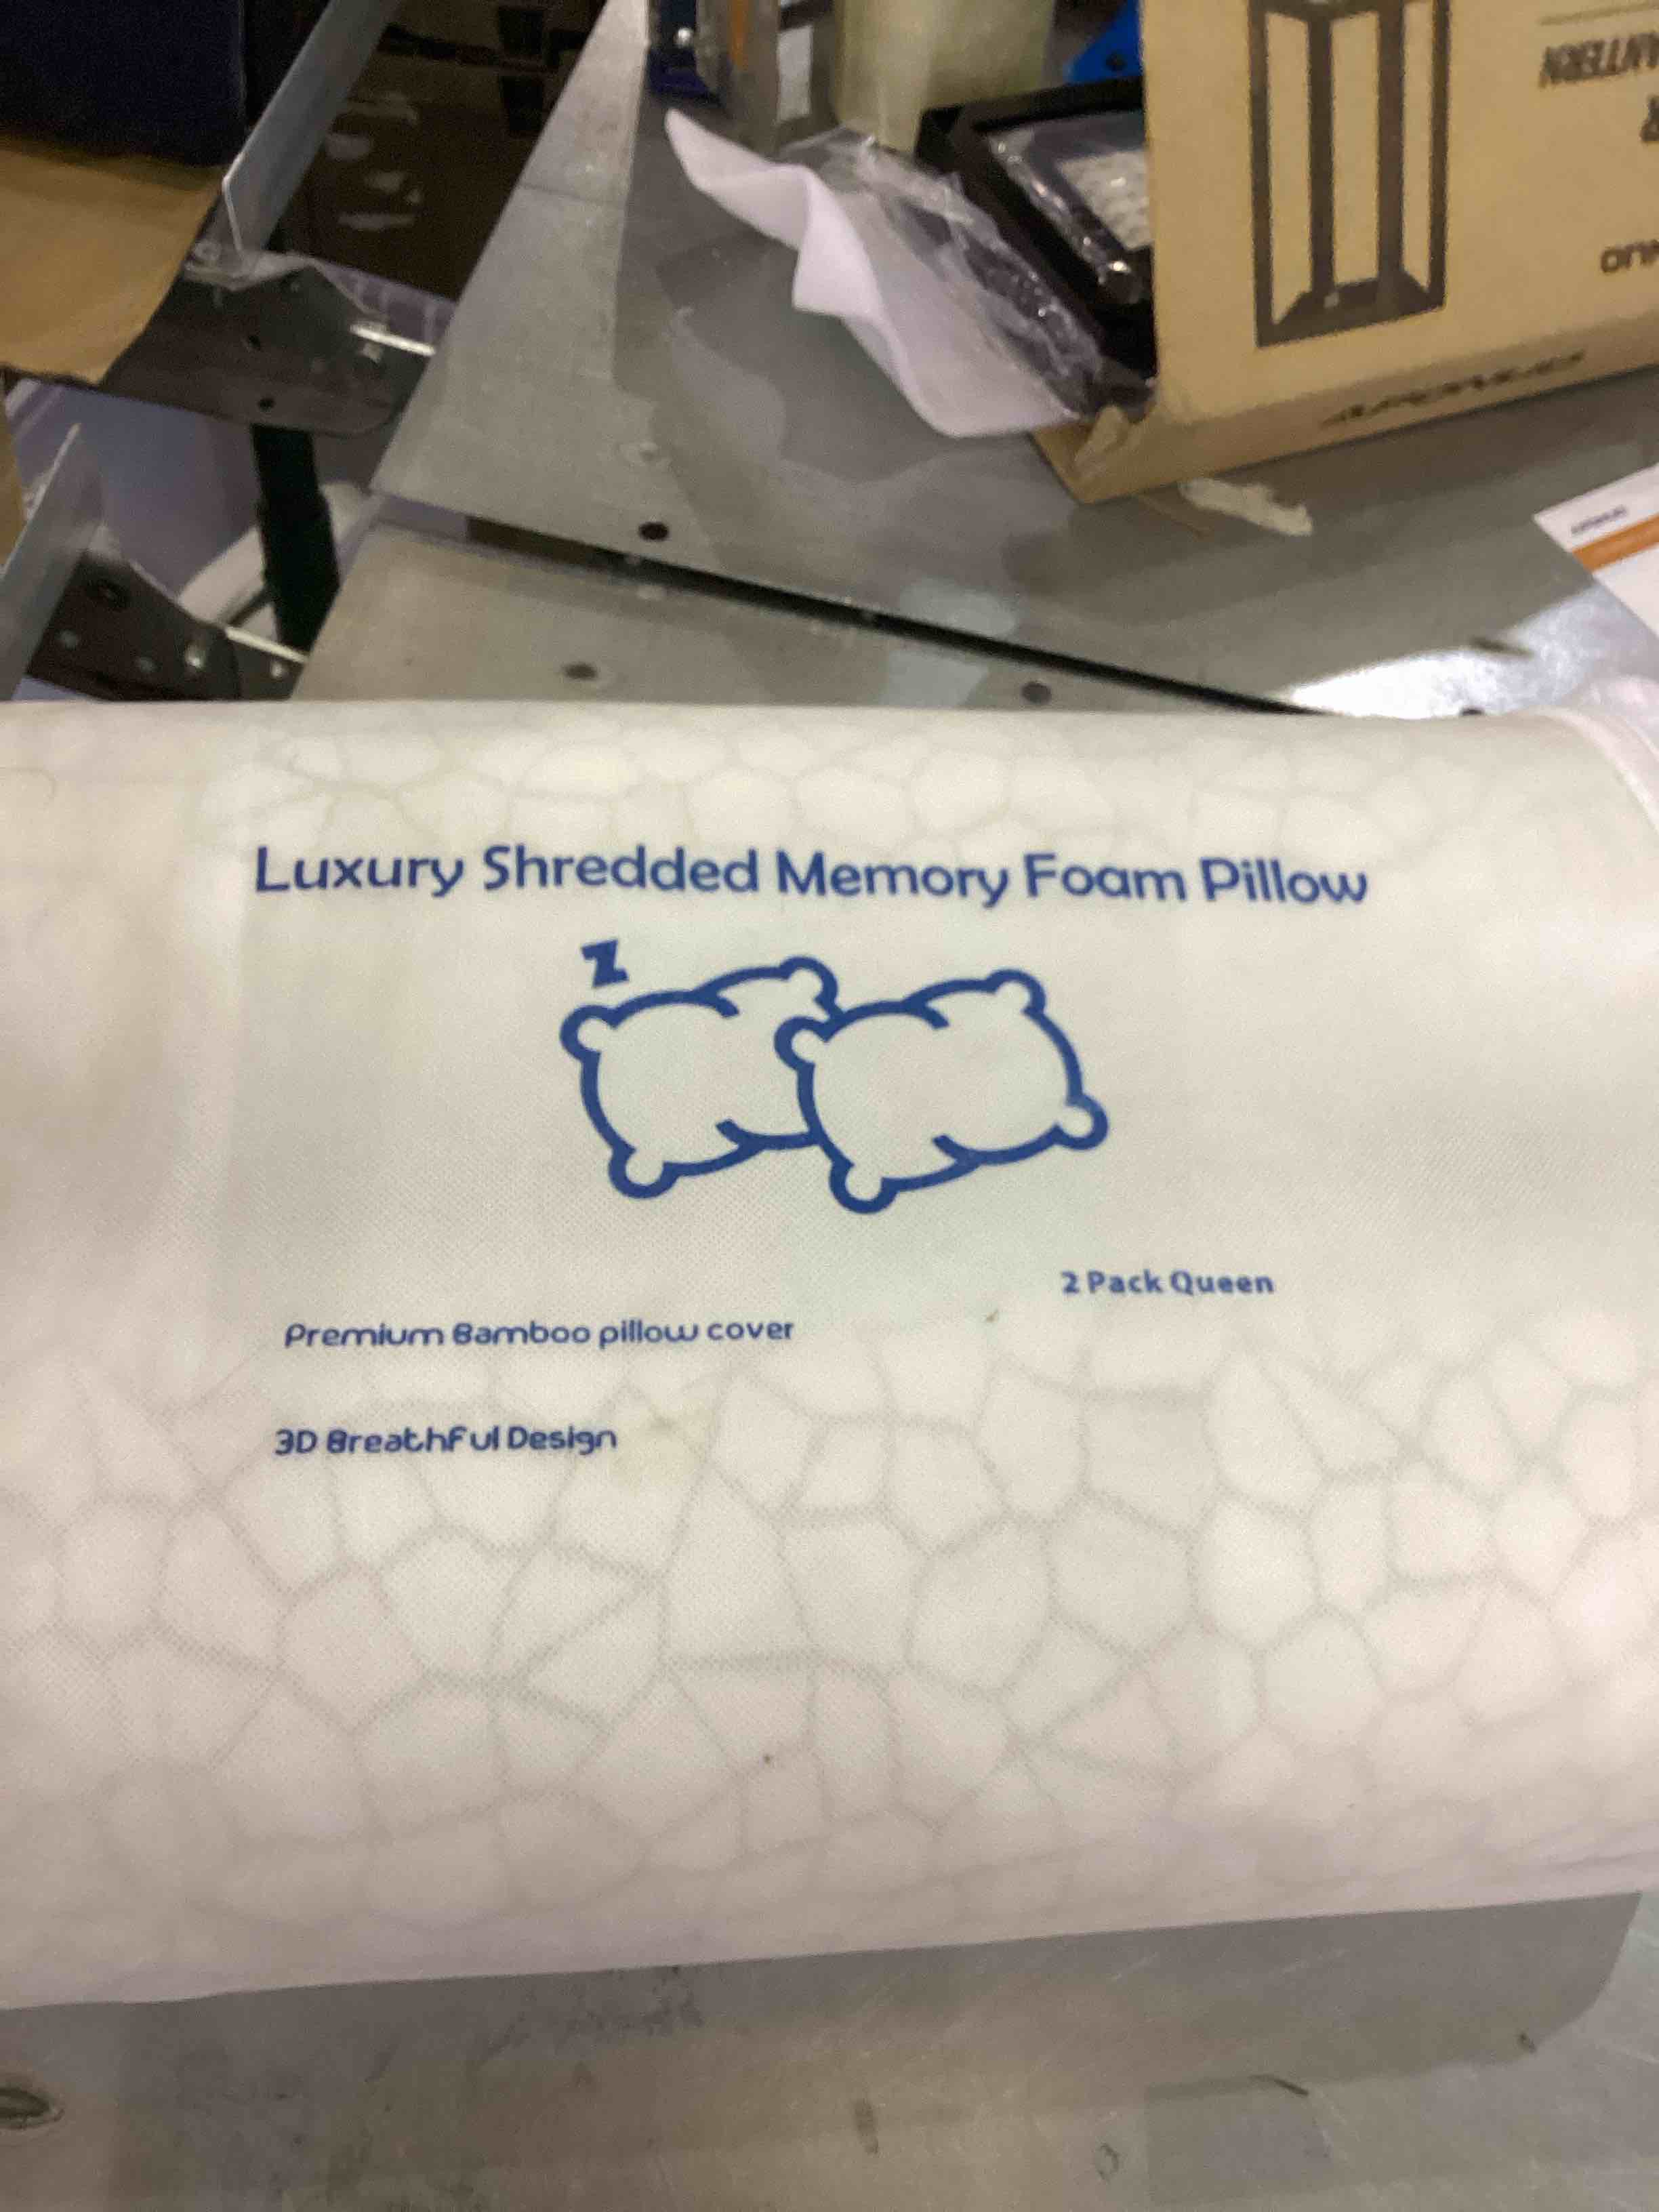 Luxury Shredded Memory Foam Pillow
Z
2 Pack Queen
Premium Bamboo pillow cover
3D Breathful Design